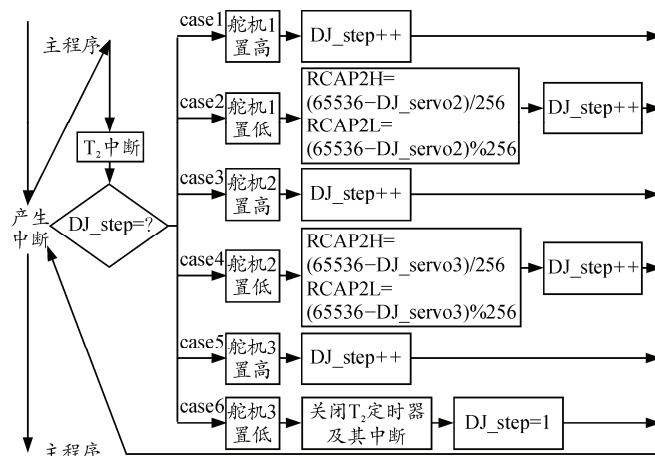 主程序
T₂中断
DJ_step=?
产生
中断
主程序
case1
舵机1
置高
DJ_step++
case2
舵机1
置低
RCAP2H=
(65536−DJ_servo2)/256
RCAP2L=
(65536−DJ_servo2)%256
DJ_step++
case3
舵机2
置高
DJ_step++
case4
舵机2
置低
RCAP2H=
(65536−DJ_servo3)/256
RCAP2L=
(65536−DJ_servo3)%256
DJ_step++
case5
舵机3
置高
DJ_step++
case6
舵机3
置低
关闭T₂定时器
及其中断
DJ_step=1